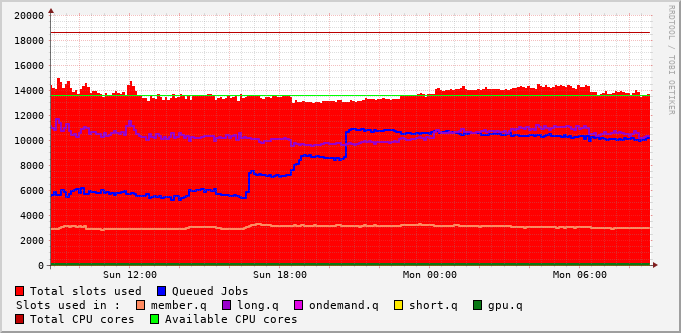 20000
18000
16000
14000
12000
10000
8000
6000
4000
2000
0
Sun 12:00 Sun 18:00 Mon 00:00 Mon 06:00
RRDTOOL / TOBI OETIKER
Total slots used Queued Jobs
Slots used in : member.q long.q ondemand.q short.q gpu.q
Total CPU cores Available CPU cores